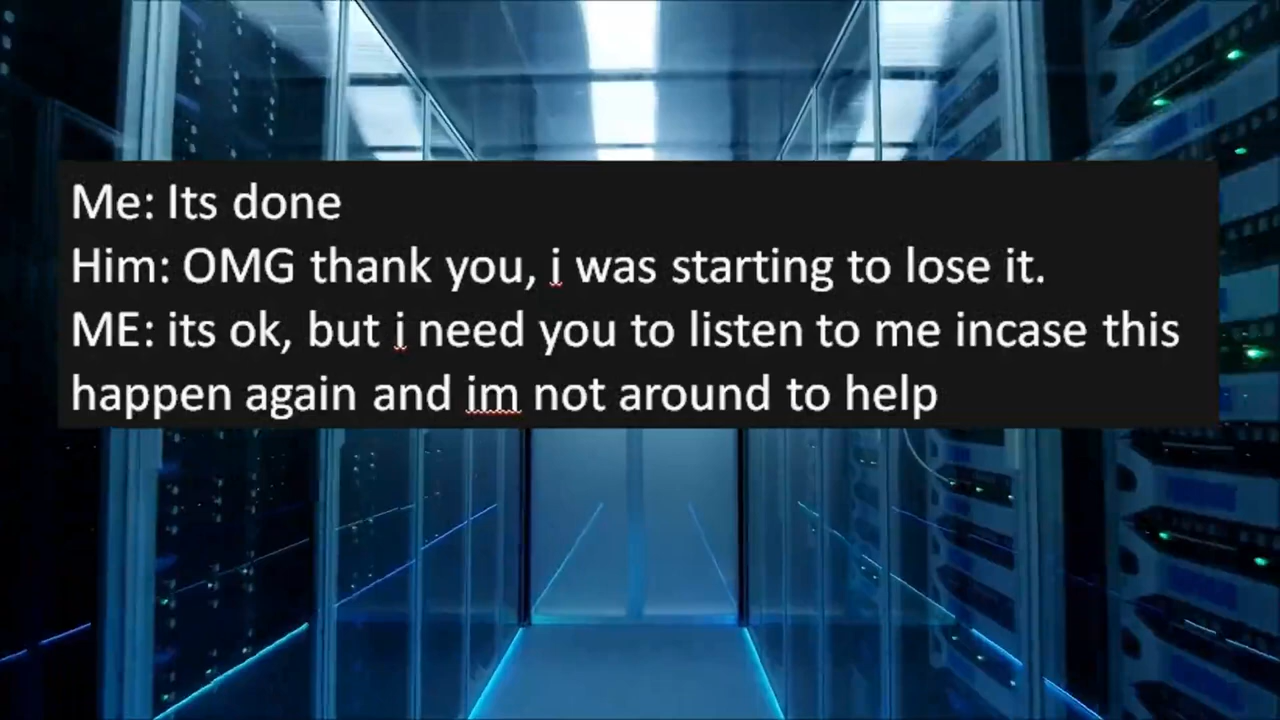 Me: Its done
Him: OMG thank you, i was starting to lose it.
ME: its ok, but i need you to listen to me incase this
happen again and im not around to help